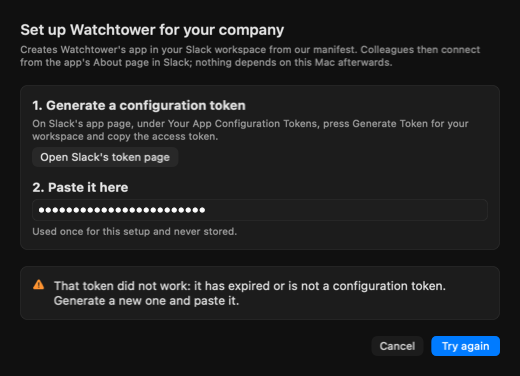 Set up Watchtower for your company
Creates Watchtower's app in your Slack workspace from our manifest. Colleagues then connect
from the app's About page in Slack; nothing depends on this Mac afterwards.
1. Generate a configuration token
On Slack's app page, under Your App Configuration Tokens, press Generate Token for your
workspace and copy the access token.
Open Slack's token page
2. Paste it here
●●●●●●●●●●●●●●●●●●●●●●●●
Used once for this setup and never stored.
That token did not work: it has expired or is not a configuration token.
Generate a new one and paste it.
Cancel
Try again